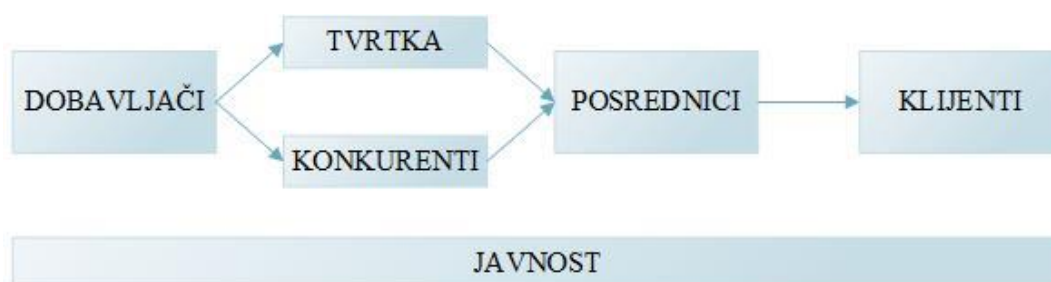 DOBAVLJAČI
TVRTKA
KONKURENTI
POSREDNICI
KLIJENTI
JAVNOST